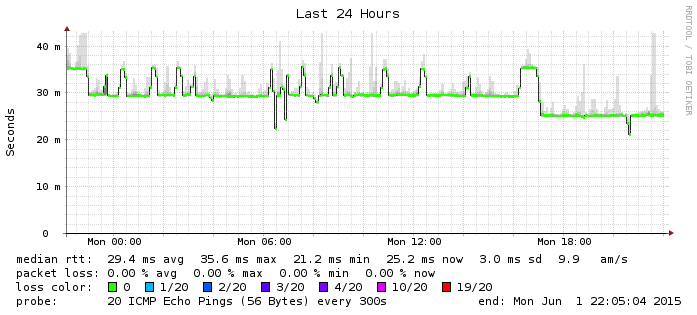 Last 24 Hours
RRDTOOL / TOBI OETIKER
Seconds
40 m
30 m
20 m
10 m
0
Mon 00:00 Mon 06:00 Mon 12:00 Mon 18:00
median rtt: 29.4 ms avg 35.6 ms max 21.2 ms min 25.2 ms now 3.0 ms sd 9.9 am/s
packet loss: 0.00 % avg 0.00 % max 0.00 % min 0.00 % now
loss color: 0 1/20 2/20 3/20 4/20 10/20 19/20
probe: 20 ICMP Echo Pings (56 Bytes) every 300s end: Mon Jun 1 22:05:04 2015